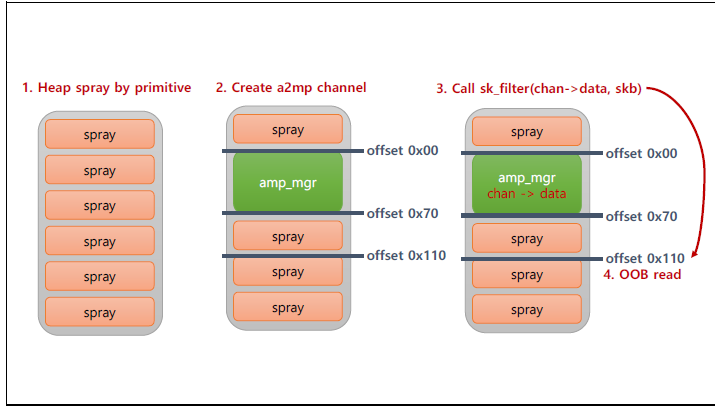 1. Heap spray by primitive
spray
spray
spray
spray
spray
spray
2. Create a2mp channel
spray
offset 0x00
amp_mgr
offset 0x70
spray
offset 0x110
spray
spray
3. Call sk_filter(chan->data, skb)
spray
offset 0x00
amp_mgr
chan -> data
offset 0x70
spray
offset 0x110
4. OOB read
spray
spray